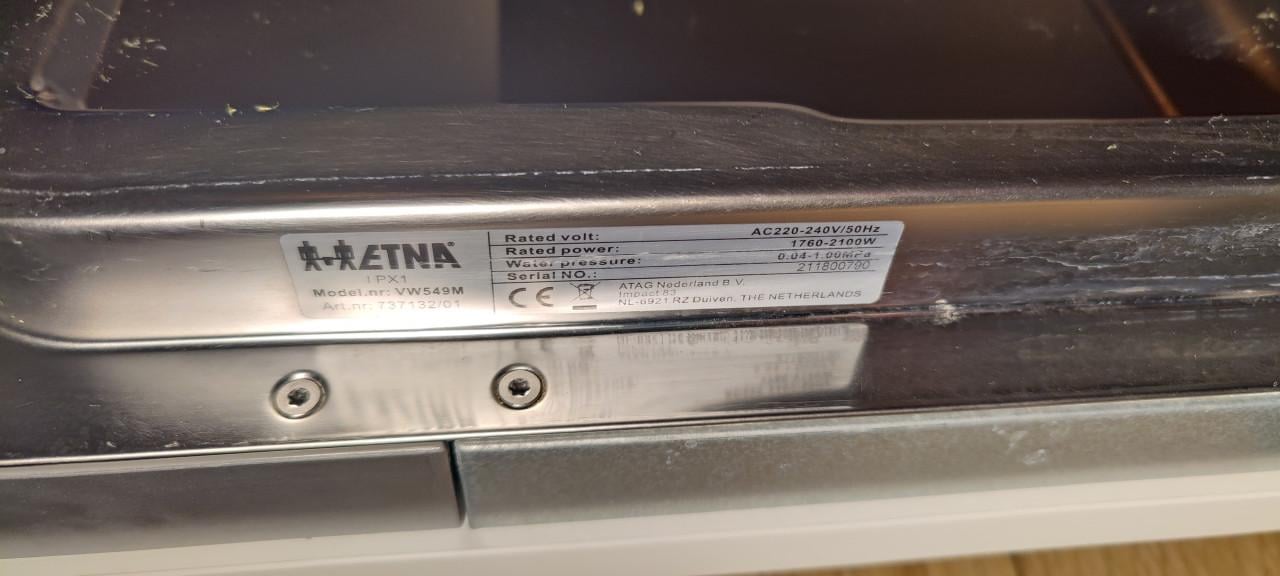 ETNA®
IPX1
Model.nr: VW549M
Art.nr: 737132/01
Rated volt: AC220-240V/50Hz
Rated power: 1760-2100W
Water pressure: 0.04-1.00MPa
Serial NO.: 211800790
CE
ATAG Nederland B.V.
Impact 83
NL-6921 RZ Duiven, THE NETHERLANDS